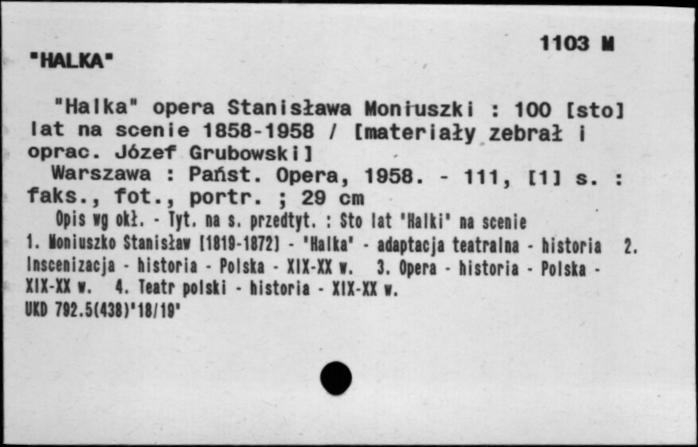 1103 M
"HALKA"
"Halka" opera Stanisława Moniuszki : 100 [sto]
lat na scenie 1858-1958 / [materiały zebrał i
oprac. Józef Grubowski]
Warszawa : Państ. Opera, 1958. - 111, [1] s. :
faks., fot., portr. ; 29 cm
Opis wg okł. - Tyt. na s. przedtyt. : Sto lat "Halki" na scenie
1. Moniuszko Stanisław [1819-1872] - "Halka" - adaptacja teatralna - historia 2.
Inscenizacja - historia - Polska - XIX-XX w. 3. Opera - historia - Polska -
XIX-XX w. 4. Teatr polski - historia - XIX-XX w.
UKD 792.5(438)"18/19"